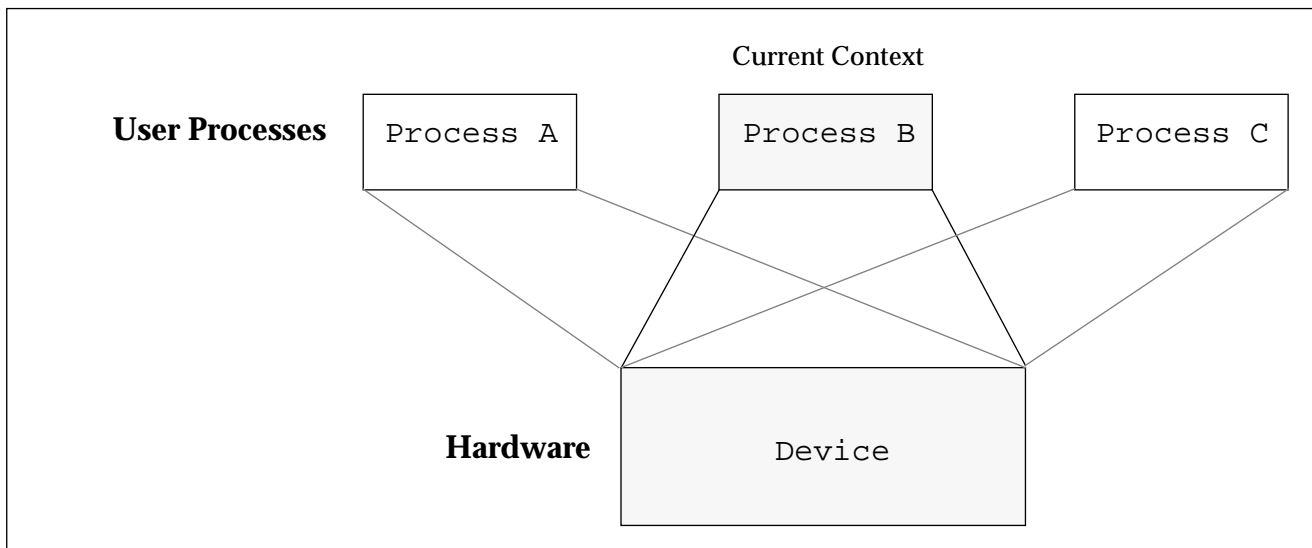 Current Context
User Processes Process A Process B Process C
Hardware Device